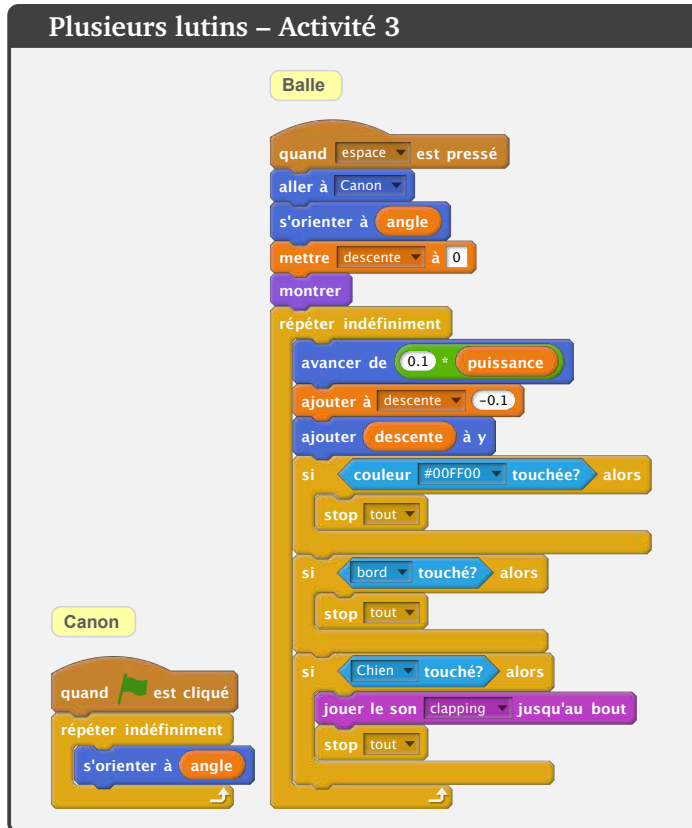 Plusieurs lutins – Activité 3
Balle
quand espace est pressé
aller à Canon
s'orienter à angle
mettre descente à 0
montrer
répéter indéfiniment
avancer de 0.1 * puissance
ajouter à descente -0.1
ajouter descente à y
si couleur #00FF00 touchée? alors
stop tout
si bord touché? alors
stop tout
si Chien touché? alors
jouer le son clapping jusqu'au bout
stop tout
Canon
quand est cliqué
répéter indéfiniment
s'orienter à angle